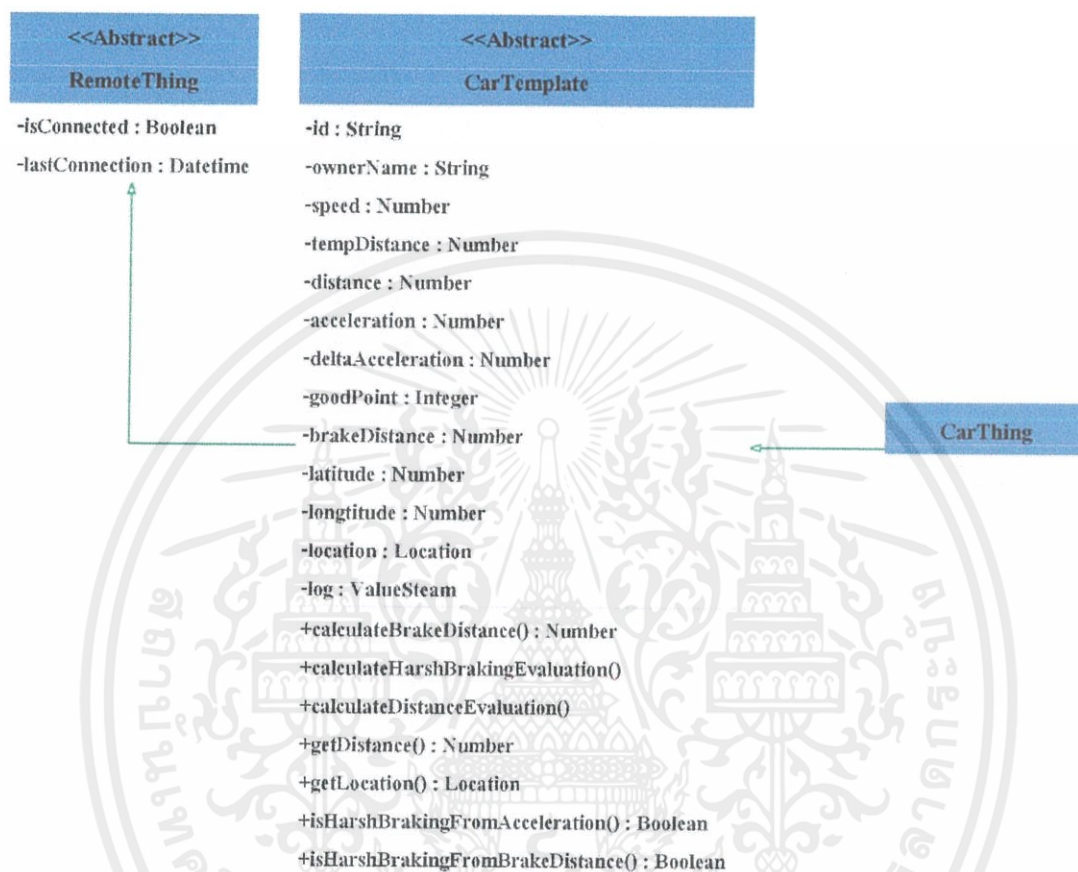 <<Abstract>>
RemoteThing
-isConnected : Boolean
-lastConnection : Datetime
<<Abstract>>
CarTemplate
-id : String
-ownerName : String
-speed : Number
-tempDistance : Number
-distance : Number
-acceleration : Number
-deltaAcceleration : Number
-goodPoint : Integer
-brakeDistance : Number
-latitude : Number
-longtitude : Number
-location : Location
-log : ValueSteam
+calculateBrakeDistance() : Number
+calculateHarshBrakingEvaluation()
+calculateDistanceEvaluation()
+getDistance() : Number
+getLocation() : Location
+isHarshBrakingFromAcceleration() : Boolean
+isHarshBrakingFromBrakeDistance() : Boolean
CarThing